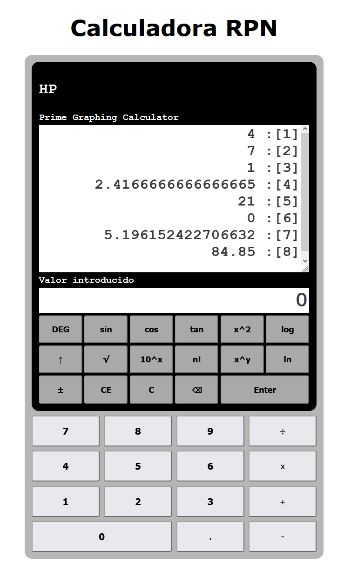 Calculadora RPN
HP
Prime Graphing Calculator
4 :[1]
7 :[2]
1 :[3]
2.4166666666666665 :[4]
21 :[5]
0 :[6]
5.196152422706632 :[7]
84.85 :[8]
Valor introducido
0
DEG sin cos tan x^2 log
↑ √ 10^x n! x^y ln
± CE C ⌫ Enter
7 8 9 ÷
4 5 6 x
1 2 3 +
0 . -